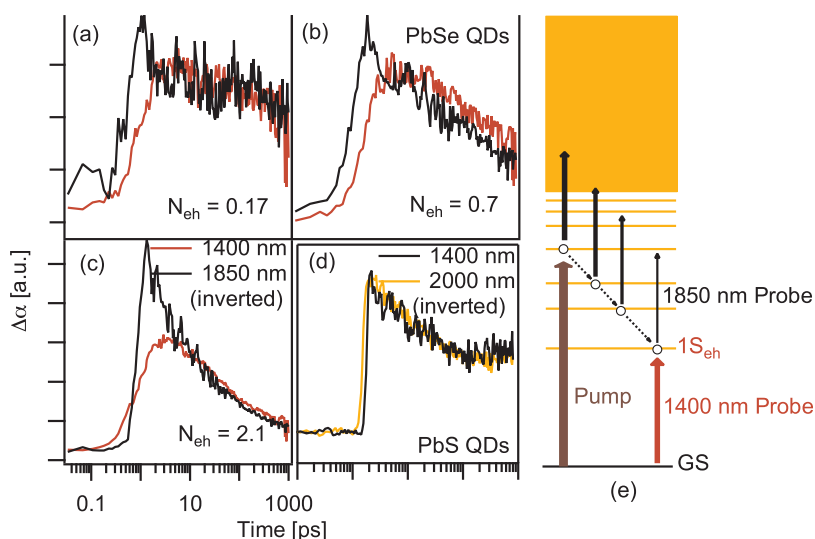 (a)
(b)
PbSe QDs
N_eh = 0.17
N_eh = 0.7
(c)
1400 nm
1850 nm
(inverted)
N_eh = 2.1
(d)
1400 nm
2000 nm
(inverted)
PbS QDs
Δα [a.u.]
0.1
1.0
10
1000
Time [ps]
1850 nm Probe
1S_eh
Pump
1400 nm Probe
GS
(e)